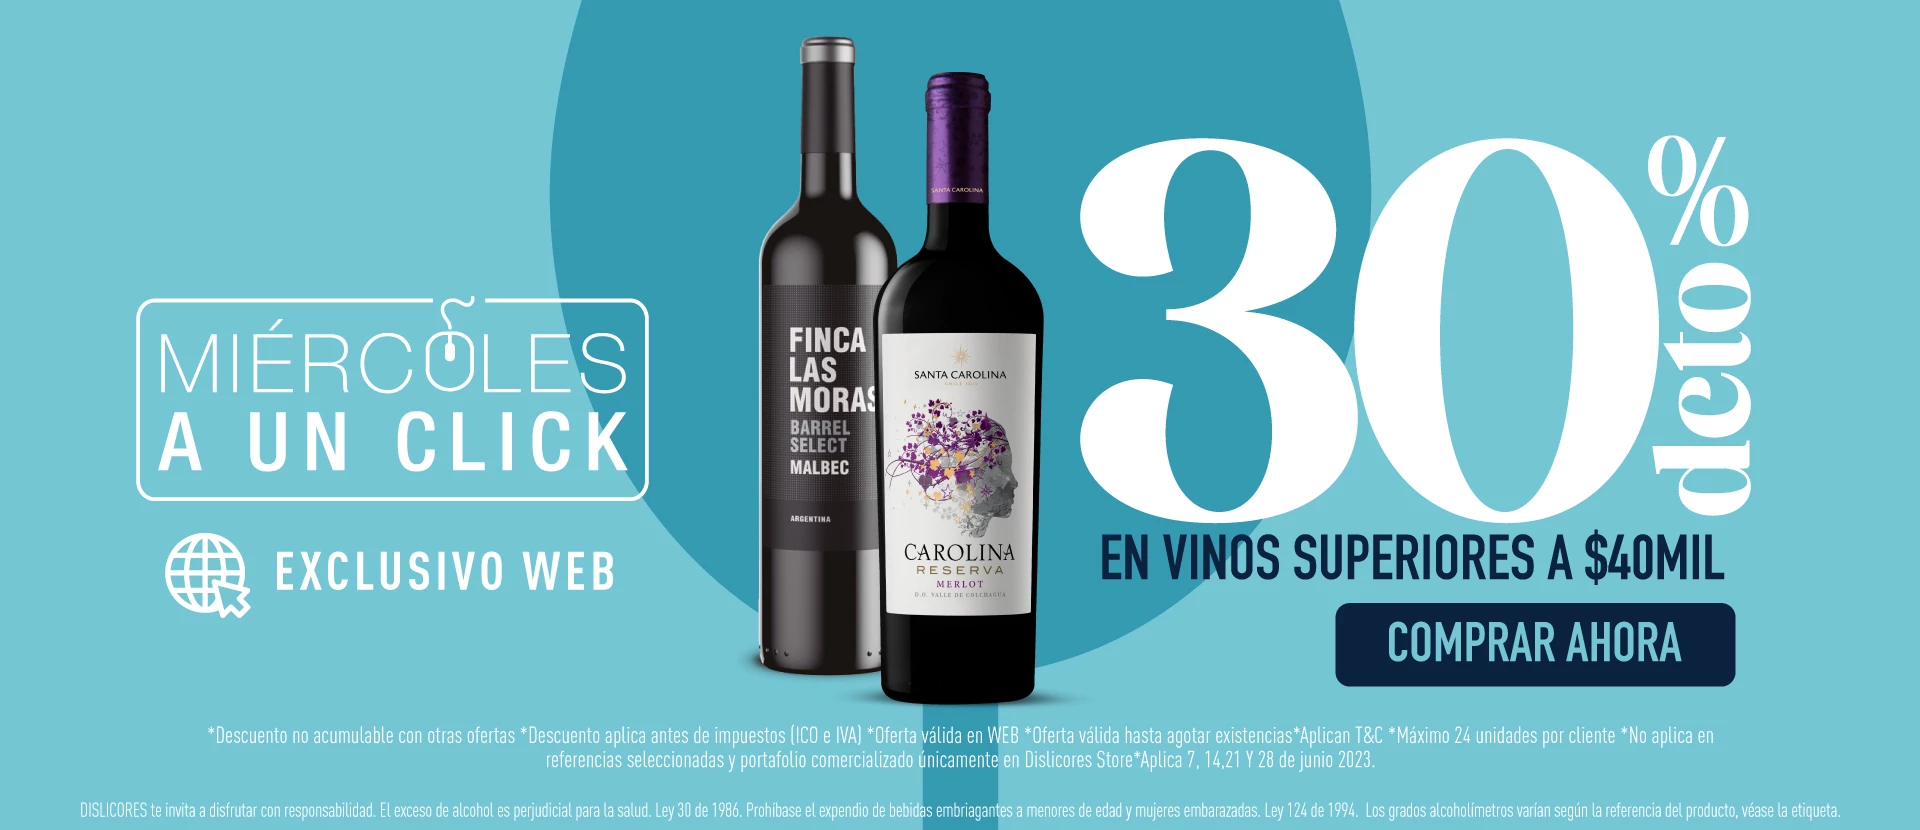 MIÉRCOLES
A UN CLICK
EXCLUSIVO WEB
FINCA
LAS
MORAS
BARREL
SELECT
MALBEC
ARGENTINA
SANTA CAROLINA
SANTA CAROLINA
CHILE 1875
CAROLINA
RESERVA
MERLOT
D.O. VALLE DE COLCHAGUA
30% dcto
EN VINOS SUPERIORES A $40MIL
COMPRAR AHORA
*Descuento no acumulable con otras ofertas *Descuento aplica antes de impuestos (ICO e IVA) *Oferta válida en WEB *Oferta válida hasta agotar existencias*Aplican T&C *Máximo 24 unidades por cliente *No aplica en
referencias seleccionadas y portafolio comercializado únicamente en Dislicores Store*Aplica 7, 14,21 Y 28 de junio 2023.
DISLICORES te invita a disfrutar con responsabilidad. El exceso de alcohol es perjudicial para la salud. Ley 30 de 1986. Prohíbase el expendio de bebidas embriagantes a menores de edad y mujeres embarazadas. Ley 124 de 1994. Los grados alcoholímetros varían según la referencia del producto, véase la etiqueta.